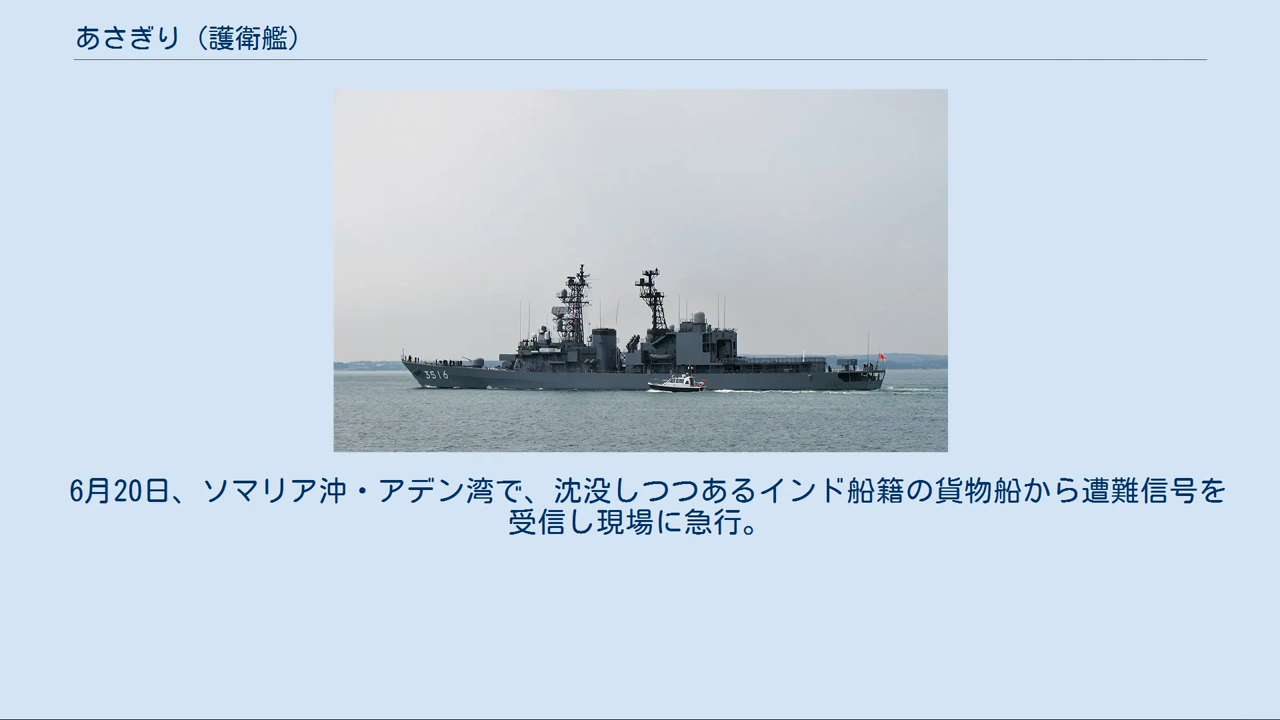 あさぎり（護衛艦）
3516
6月20日、ソマリア沖・アデン湾で、沈没しつつあるインド船籍の貨物船から遭難信号を
受信し現場に急行。